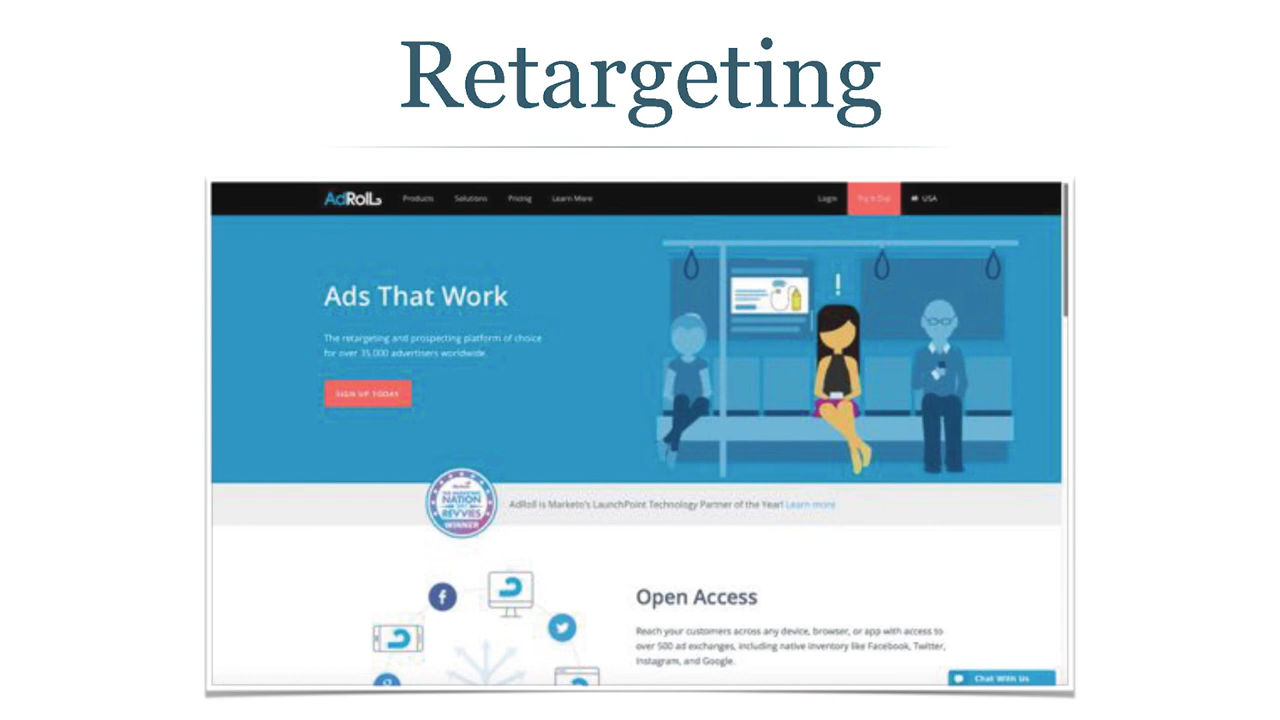 Retargeting
AdRoll
Products Solutions Pricing Learn More Login Try It Out USA
Ads That Work
The retargeting and prospecting platform of choice
for over 35,000 advertisers worldwide.
SIGN UP TODAY
!
THE MARKETING
NATION
REVVIES
WINNER
AdRoll is Marketo's LaunchPoint Technology Partner of the Year! Learn more
Open Access
Reach your customers across any device, browser, or app with access to
over 500 ad exchanges, including native inventory like Facebook, Twitter,
Instagram, and Google.
Chat With Us